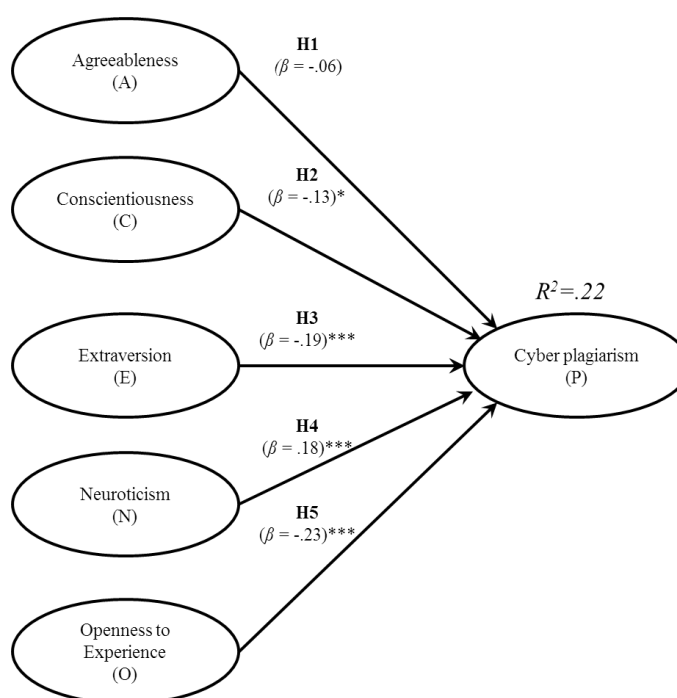 Agreeableness
(A)
H1
(β = -.06)
Conscientiousness
(C)
H2
(β = -.13)*
Extraversion
(E)
H3
(β = -.19)***
R²=.22
Cyber plagiarism
(P)
Neuroticism
(N)
H4
(β = .18)***
H5
(β = -.23)***
Openness to
Experience
(O)